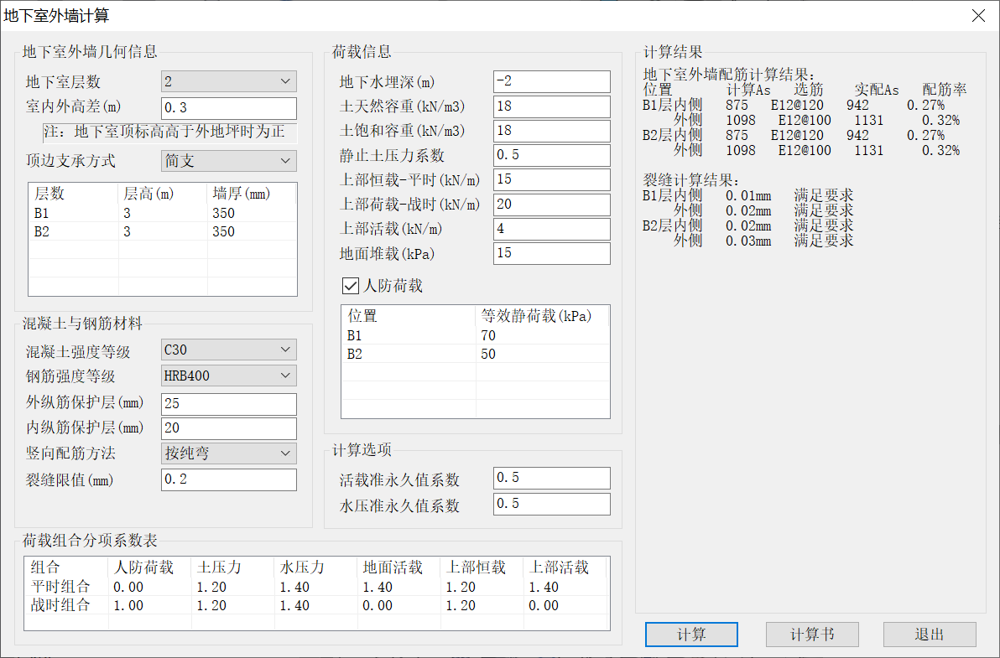 地下室外墙计算
地下室外墙几何信息
地下室层数 2
室内外高差(m) 0.3
注: 地下室顶标高高于外地坪时为正
顶边支承方式 简支
层数 层高(m) 墙厚(mm)
B1 3 350
B2 3 350
混凝土与钢筋材料
混凝土强度等级 C30
钢筋强度等级 HRB400
外纵筋保护层(mm) 25
内纵筋保护层(mm) 20
竖向配筋方法 按纯弯
裂缝限值(mm) 0.2
荷载信息
地下水埋深(m) -2
土天然容重(kN/m3) 18
土饱和容重(kN/m3) 18
静止土压力系数 0.5
上部恒载-平时(kN/m) 15
上部荷载-战时(kN/m) 20
上部活载(kN/m) 4
地面堆载(kPa) 15
人防荷载
位置 等效静荷载(kPa)
B1 70
B2 50
计算选项
活载准永久值系数 0.5
水压准永久值系数 0.5
荷载组合分项系数表
组合 人防荷载 土压力 水压力 地面活载 上部恒载 上部活载
平时组合 0.00 1.20 1.40 1.40 1.20 1.40
战时组合 1.00 1.20 1.40 0.00 1.20 0.00
计算结果
地下室外墙配筋计算结果:
位置 计算As 选筋 实配As 配筋率
B1层内侧 875 E12@120 942 0.27%
外侧 1098 E12@100 1131 0.32%
B2层内侧 875 E12@120 942 0.27%
外侧 1098 E12@100 1131 0.32%
裂缝计算结果:
B1层内侧 0.01mm 满足要求
外侧 0.02mm 满足要求
B2层内侧 0.02mm 满足要求
外侧 0.03mm 满足要求
计算 计算书 退出